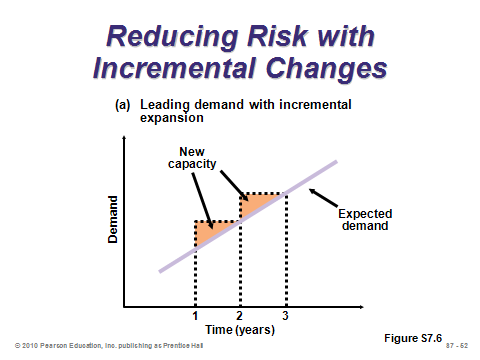 Reducing Risk with
Incremental Changes
(a) Leading demand with incremental
expansion
New
capacity
Expected
demand
Demand
1 2 3
Time (years)
Figure S7.6
© 2010 Pearson Education, Inc. publishing as Prentice Hall
S7 - 52